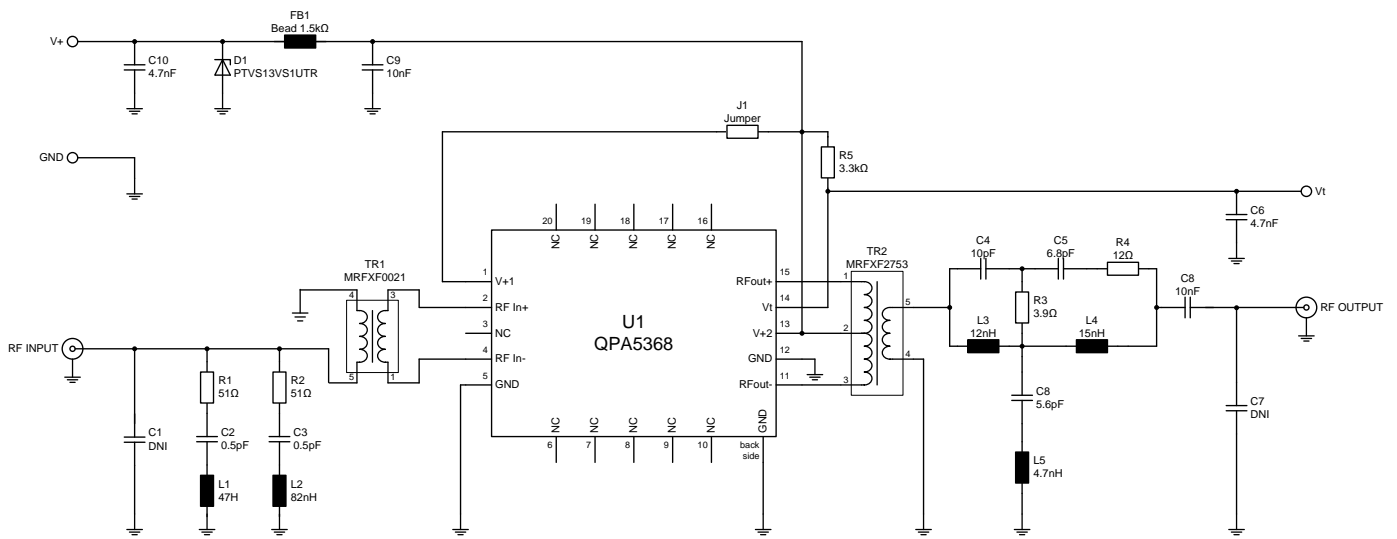 FB1
Bead 1.5kΩ
V+
C10
4.7nF
D1
PTVS13VS1UTR
C9
10nF
J1
Jumper
GND
R5
3.3kΩ
Vt
C6
4.7nF
20
19
18
17
16
NC
NC
NC
NC
NC
TR1
MRFXF0021
4
3
5
1
1
V+1
2
RF In+
3
NC
4
RF In-
5
GND
U1
QPA5368
RFout+
15
Vt
14
V+2
13
GND
12
RFout-
11
NC
NC
NC
NC
NC
GND
6
7
8
9
10
back
side
TR2
MRFXF2753
1
2
3
5
4
C4
10pF
C5
6.8pF
R4
12Ω
R3
3.9Ω
L3
12nH
L4
15nH
C8
10nF
RF OUTPUT
C8
5.6pF
C7
DNI
L5
4.7nH
RF INPUT
R1
51Ω
R2
51Ω
C1
DNI
C2
0.5pF
C3
0.5pF
L1
47H
L2
82nH